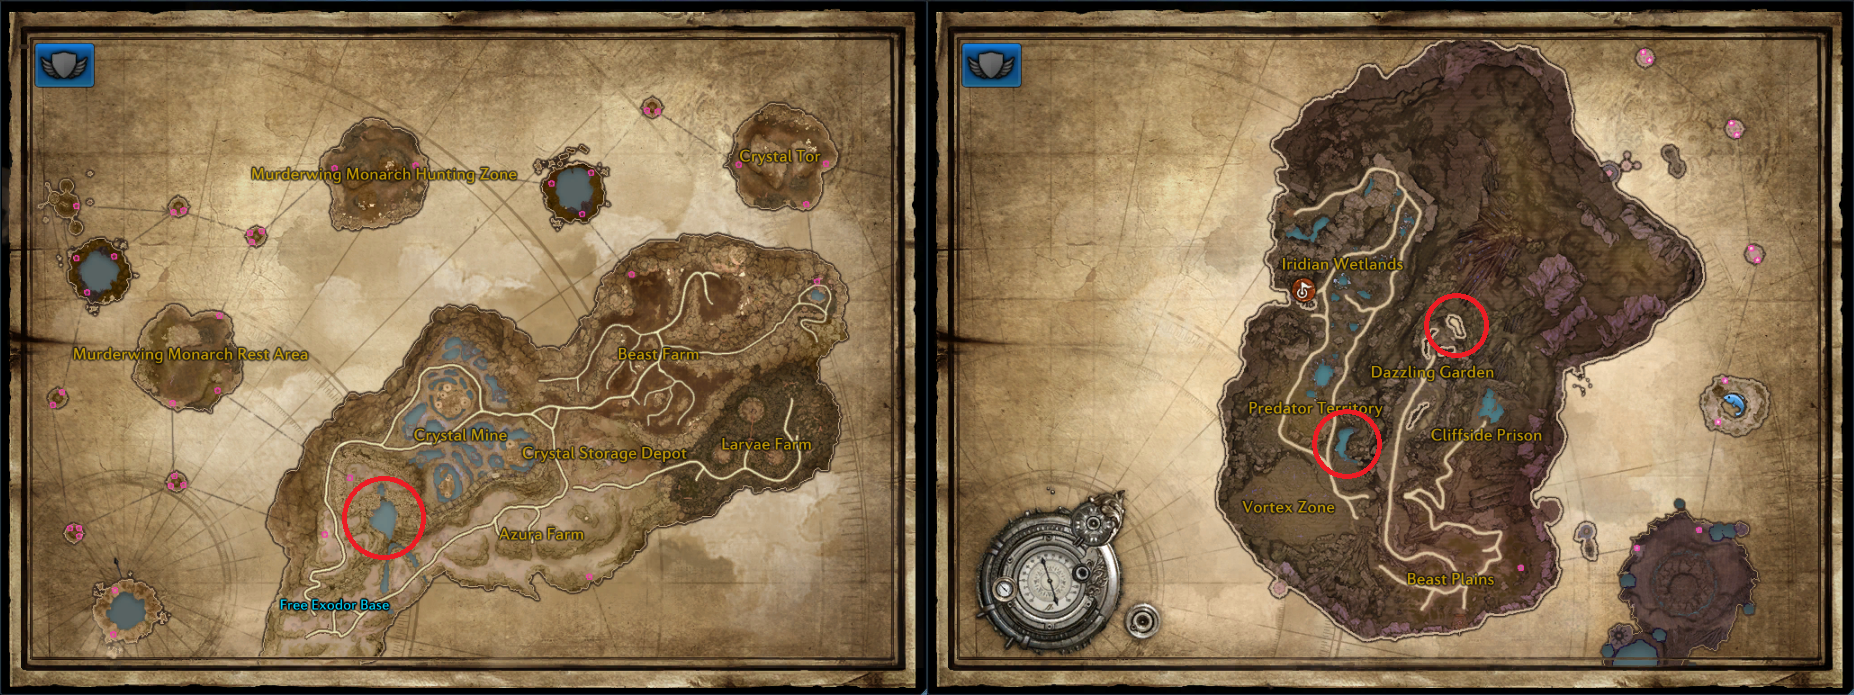 Murderwing Monarch Hunting Zone
Crystal Tor
Murderwing Monarch Rest Area
Beast Farm
Crystal Mine
Crystal Storage Depot
Larvae Farm
Azura Farm
Free Exodor Base
Iridian Wetlands
Dazzling Garden
Predator Territory
Cliffside Prison
Vortex Zone
Beast Plains